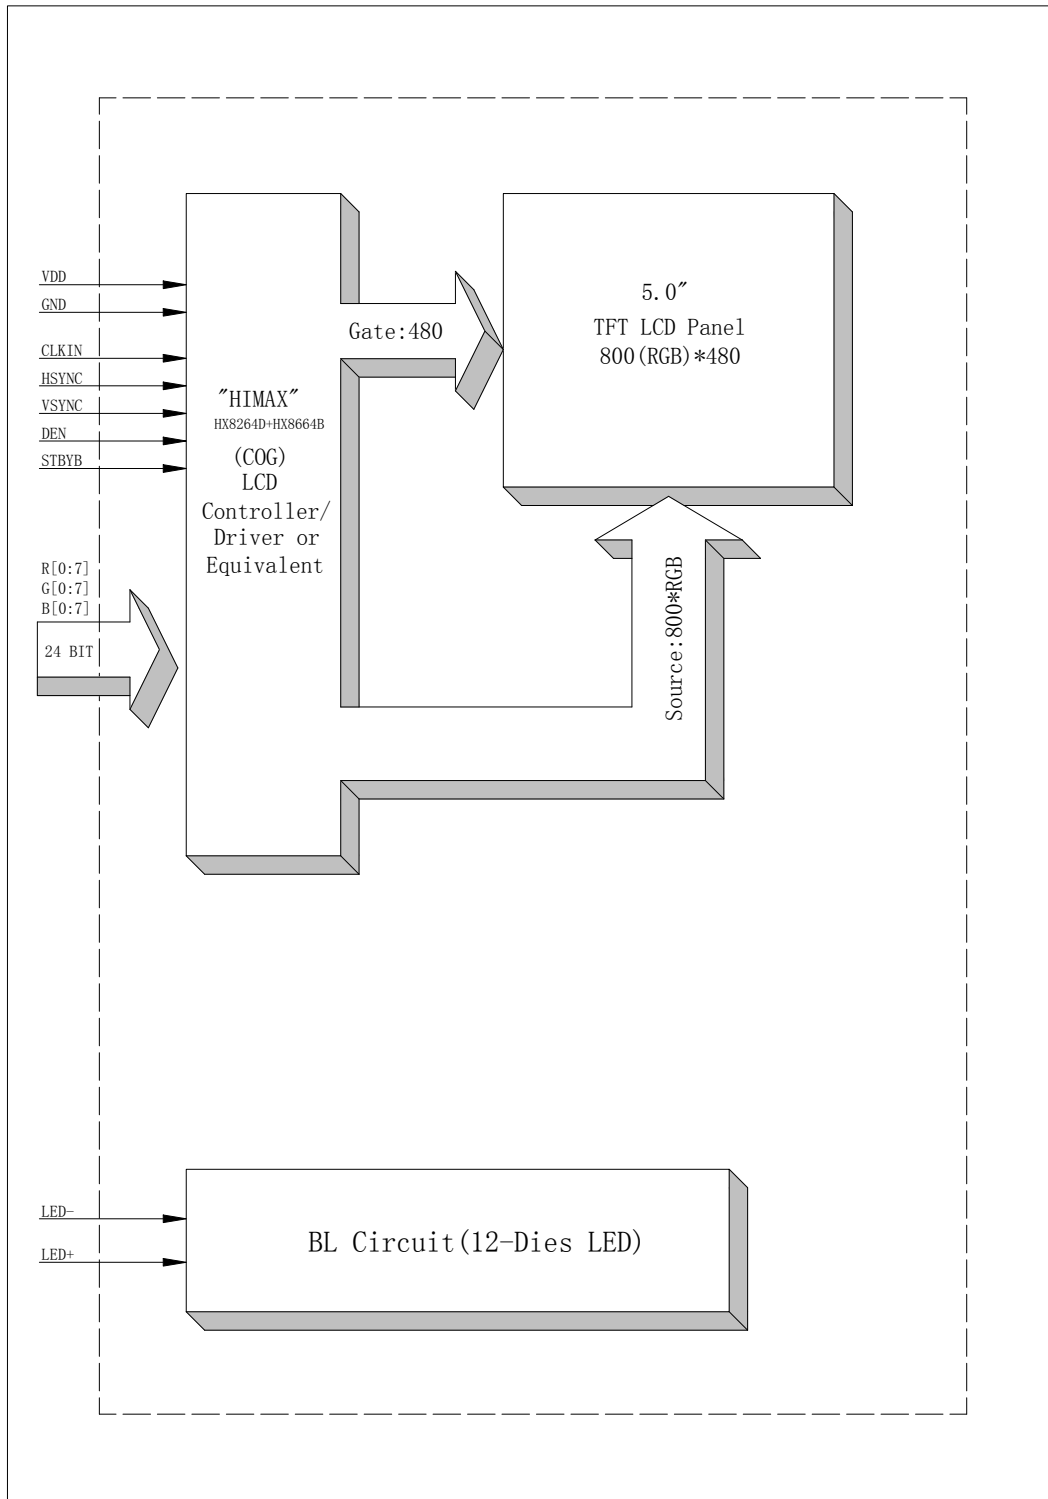 VDD
GND
CLKIN
HSYNC
VSYNC
DEN
STBYB
R[0:7]
G[0:7]
B[0:7]
24 BIT
"HIMAX"
HX8264D+HX8664B
(COG)
LCD
Controller/
Driver or
Equivalent
Gate:480
5.0"
TFT LCD Panel
800(RGB)*480
Source:800*RGB
LED-
LED+
BL Circuit(12-Dies LED)